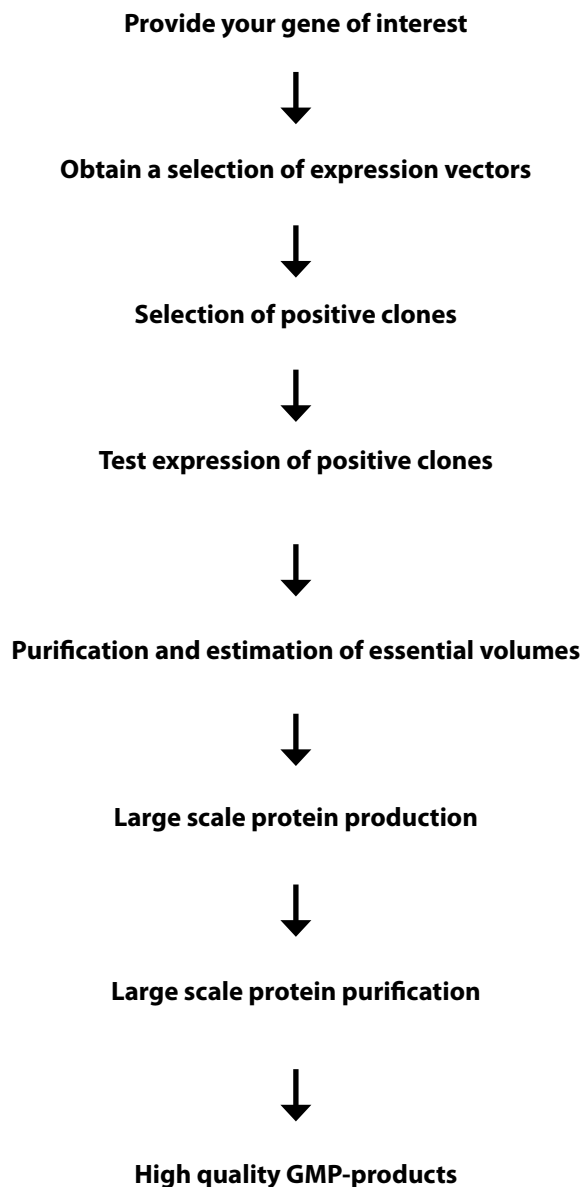 Provide your gene of interest
Obtain a selection of expression vectors
Selection of positive clones
Test expression of positive clones
Purification and estimation of essential volumes
Large scale protein production
Large scale protein purification
High quality GMP-products